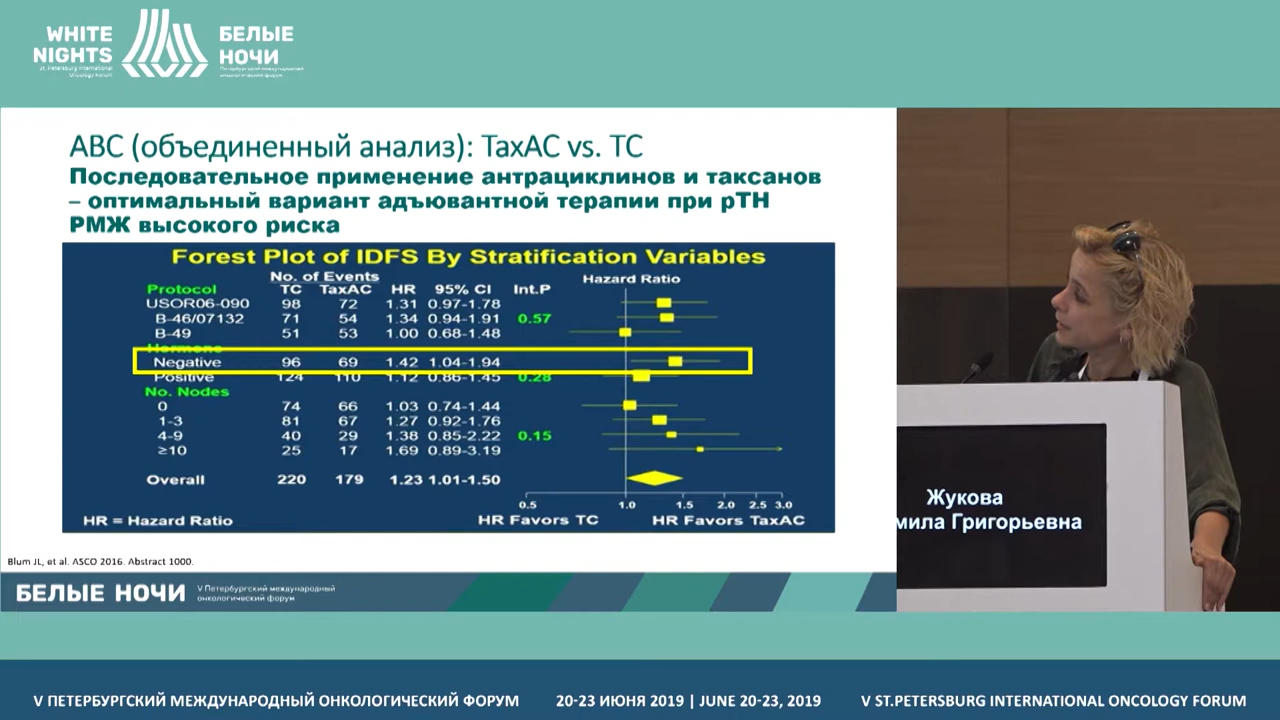 WHITE
NIGHTS
St. Petersburg International
Oncology Forum
БЕЛЫЕ
НОЧИ
Петербургский международный
онкологический форум
ABC (объединенный анализ): TaxAC vs. TC
Последовательное применение антрациклинов и таксанов
– оптимальный вариант адъювантной терапии при рТН
РМЖ высокого риска
Forest Plot of IDFS By Stratification Variables
No. of Events Hazard Ratio
Protocol TC TaxAC HR 95% CI Int.P
USOR06-090 98 72 1.31 0.97-1.78
B-46/07132 71 54 1.34 0.94-1.91 0.57
B-49 51 53 1.00 0.68-1.48
Hormone
Negative 96 69 1.42 1.04-1.94
Positive 124 110 1.12 0.86-1.45 0.28
No. Nodes
0 74 66 1.03 0.74-1.44
1-3 81 67 1.27 0.92-1.76
4-9 40 29 1.38 0.85-2.22 0.15
≥10 25 17 1.69 0.89-3.19
Overall 220 179 1.23 1.01-1.50
0.5 1.0 1.5 2.0 2.5 3.0
HR = Hazard Ratio HR Favors TC HR Favors TaxAC
Blum JL, et al. ASCO 2016. Abstract 1000.
БЕЛЫЕ НОЧИ
V Петербургский международный
онкологический форум
Жукова
мила Григорьевна
V ПЕТЕРБУРГСКИЙ МЕЖДУНАРОДНЫЙ ОНКОЛОГИЧЕСКИЙ ФОРУМ 20-23 ИЮНЯ 2019 | JUNE 20-23, 2019 V ST.PETERSBURG INTERNATIONAL ONCOLOGY FORUM